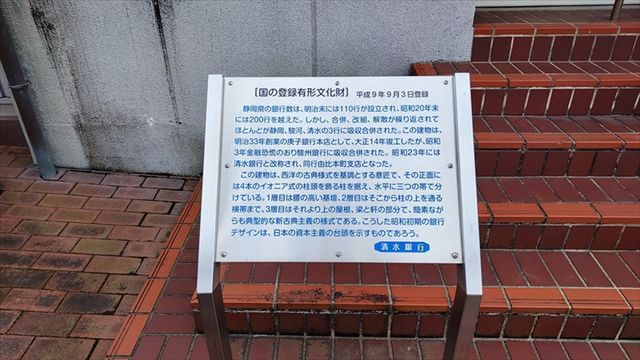 [国の登録有形文化財] 平成9年9月3日登録
静岡県の銀行数は、明治末には110行が設立され、昭和20年末
には200行を越えた。しかし、合併、改組、解散が繰り返されて
ほとんどが静岡、駿河、清水の3行に吸収合併された。この建物は、
明治33年創業の庚子銀行本店として、大正14年竣工したが、昭和
3年金融恐慌のおり駿州銀行に吸収合併された。昭和23年には
清水銀行と改称され、同行由比本町支店となった。
この建物は、西洋の古典様式を基調とする意匠で、その正面に
は4本のイオニア式の柱頭を飾る柱を据え、水平に三つの帯で分
けている。1層目は腰の高い基壇、2層目はそこから柱の上を通る
横帯まで、3層目はそれより上の屋根、梁と軒の部分で、簡素なが
らも典型的な新古典主義の様式である。こうした昭和初期の銀行
デザインは、日本の資本主義の台頭を示すものであろう。
清水銀行